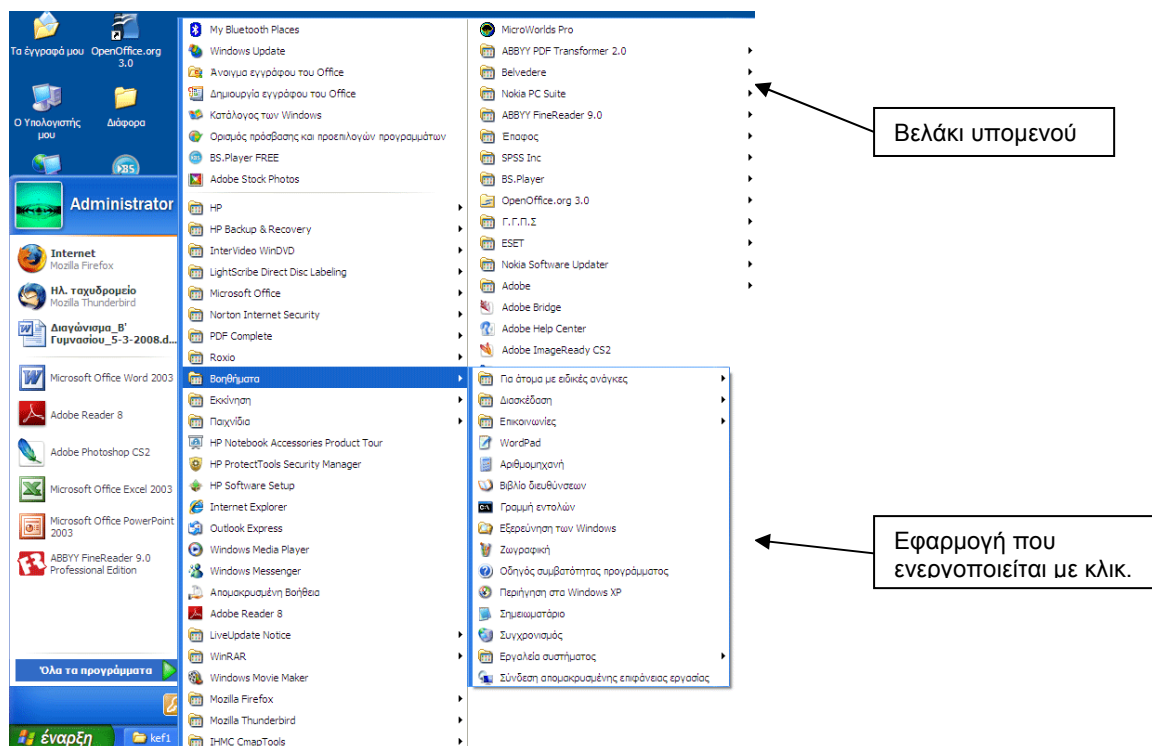 Τα έγγραφά μου
OpenOffice.org
3.0
Ο Υπολογιστής
μου
Διάφορα
Administrator
Internet
Mozilla Firefox
Ηλ. ταχυδρομείο
Mozilla Thunderbird
Διαγώνισμα_Β'
Γυμνασίου_5-3-2008.d...
Microsoft Office Word 2003
Adobe Reader 8
Adobe Photoshop CS2
Microsoft Office Excel 2003
Microsoft Office PowerPoint
2003
ABBYY FineReader 9.0
Professional Edition
Όλα τα προγράμματα
έναρξη
kef1
My Bluetooth Places
Windows Update
Άνοιγμα εγγράφου του Office
Δημιουργία εγγράφου του Office
Κατάλογος των Windows
Ορισμός πρόσβασης και προεπιλογών προγραμμάτων
BS.Player FREE
Adobe Stock Photos
HP
HP Backup & Recovery
InterVideo WinDVD
LightScribe Direct Disc Labeling
Microsoft Office
Norton Internet Security
PDF Complete
Roxio
Βοηθήματα
Εκκίνηση
Παιχνίδια
HP Notebook Accessories Product Tour
HP ProtectTools Security Manager
HP Software Setup
Internet Explorer
Outlook Express
Windows Media Player
Windows Messenger
Απομακρυσμένη Βοήθεια
Adobe Reader 8
LiveUpdate Notice
WinRAR
Windows Movie Maker
Mozilla Firefox
Mozilla Thunderbird
IHMC CmapTools
MicroWorlds Pro
ABBYY PDF Transformer 2.0
Belvedere
Nokia PC Suite
ABBYY FineReader 9.0
Έπαφος
SPSS Inc
BS.Player
OpenOffice.org 3.0
Γ.Γ.Π.Σ
ESET
Nokia Software Updater
Adobe
Adobe Bridge
Adobe Help Center
Adobe ImageReady CS2
Για άτομα με ειδικές ανάγκες
Διασκέδαση
Επικοινωνίες
WordPad
Αριθμομηχανή
Βιβλίο διευθύνσεων
Γραμμή εντολών
Εξερεύνηση των Windows
Ζωγραφική
Οδηγός συμβατότητας προγράμματος
Περιήγηση στα Windows XP
Σημειωματάριο
Συγχρονισμός
Εργαλεία συστήματος
Σύνδεση απομακρυσμένης επιφάνειας εργασίας
Βελάκι υπομενού
Εφαρμογή που
ενεργοποιείται με κλικ.